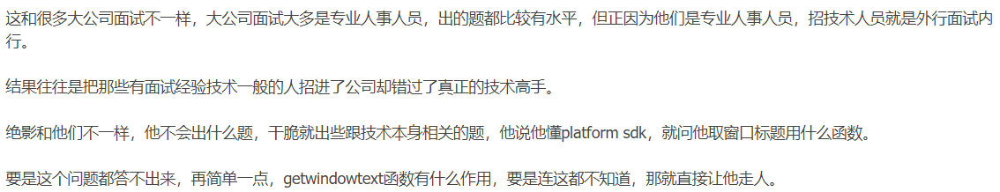 这和很多大公司面试不一样，大公司面试大多是专业人事人员，出的题都比较有水平，但正因为他们是专业人事人员，招技术人员就是外行面试内
行。
结果往往是把那些有面试经验技术一般的人招进了公司却错过了真正的技术高手。
绝影和他们不一样，他不会出什么题，干脆就出些跟技术本身相关的题，他说他懂platform sdk，就问他取窗口标题用什么函数。
要是这个问题都答不出来，再简单一点，getwindowtext函数有什么作用，要是连这都不知道，那就直接让他走人。